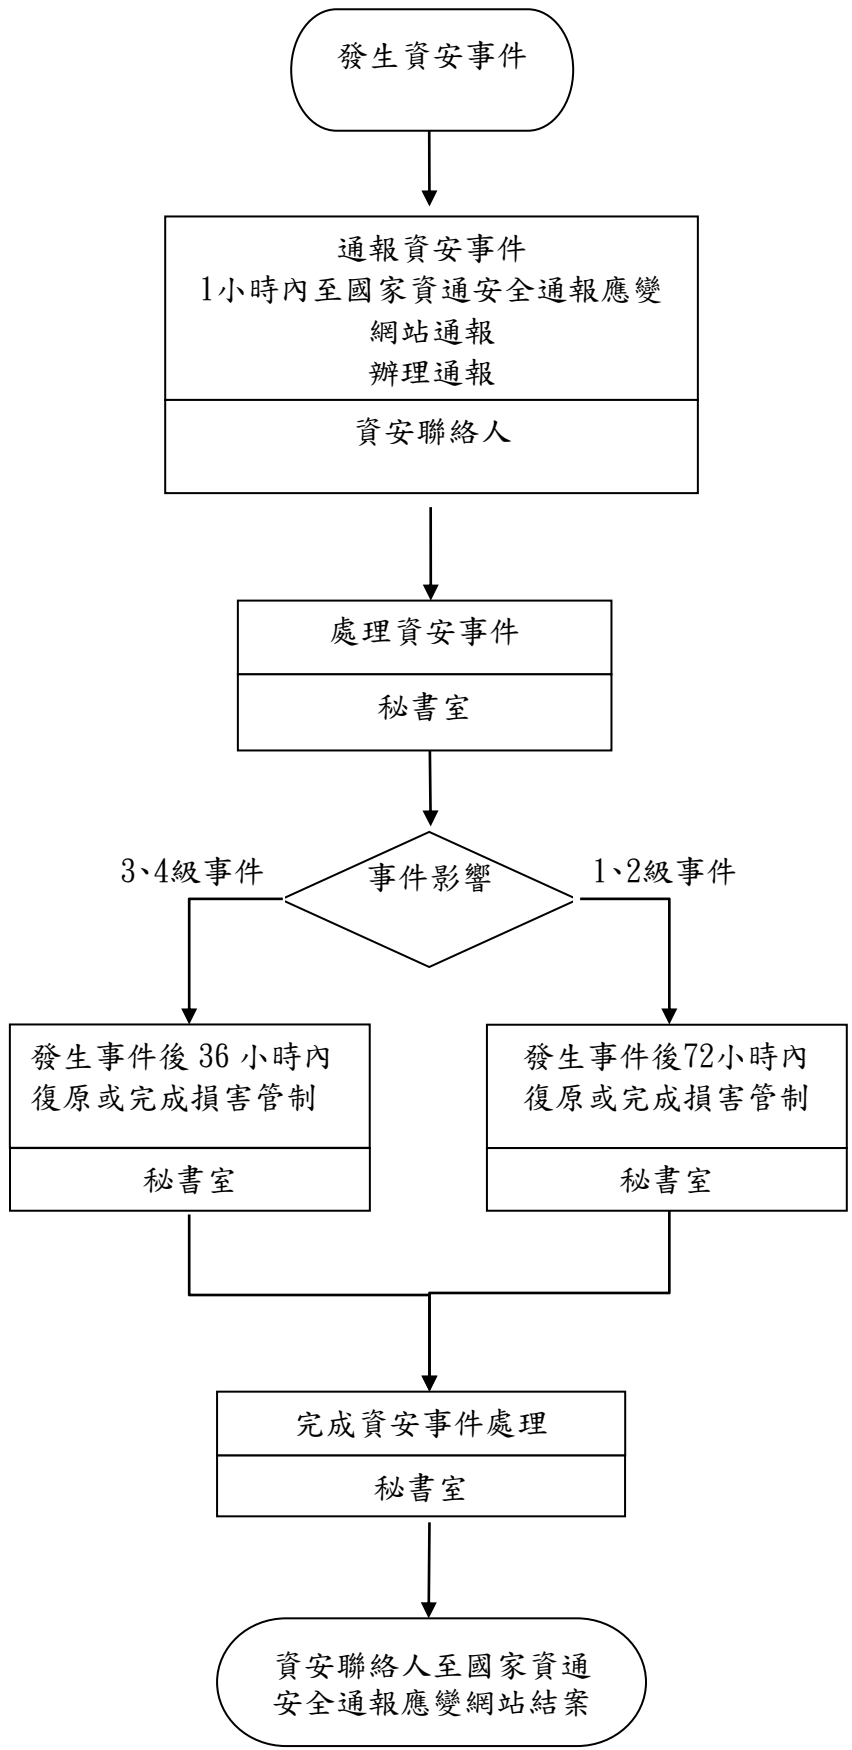 發生資安事件
通報資安事件
1小時內至國家資通安全通報應變
網站通報
辦理通報
資安聯絡人
處理資安事件
秘書室
事件影響
3、4級事件
1、2級事件
發生事件後 36 小時內
復原或完成損害管制
秘書室
發生事件後72小時內
復原或完成損害管制
秘書室
完成資安事件處理
秘書室
資安聯絡人至國家資通
安全通報應變網站結案